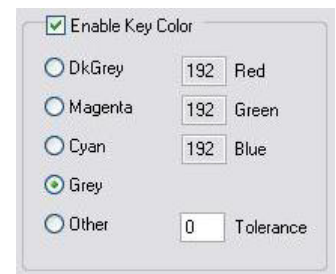 Enable Key Color
DkGrey 192 Red
Magenta 192 Green
Cyan 192 Blue
Grey
Other 0 Tolerance